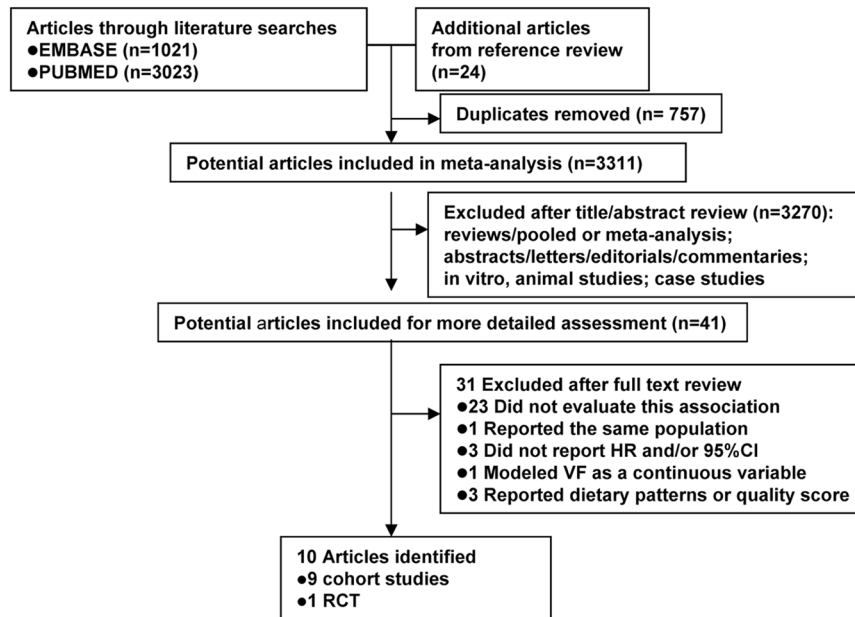 Articles through literature searches
●EMBASE (n=1021)
●PUBMED (n=3023)
Additional articles
from reference review
(n=24)
Duplicates removed (n= 757)
Potential articles included in meta-analysis (n=3311)
Excluded after title/abstract review (n=3270):
reviews/pooled or meta-analysis;
abstracts/letters/editorials/commentaries;
in vitro, animal studies; case studies
Potential articles included for more detailed assessment (n=41)
31 Excluded after full text review
●23 Did not evaluate this association
●1 Reported the same population
●3 Did not report HR and/or 95%CI
●1 Modeled VF as a continuous variable
●3 Reported dietary patterns or quality score
10 Articles identified
●9 cohort studies
●1 RCT